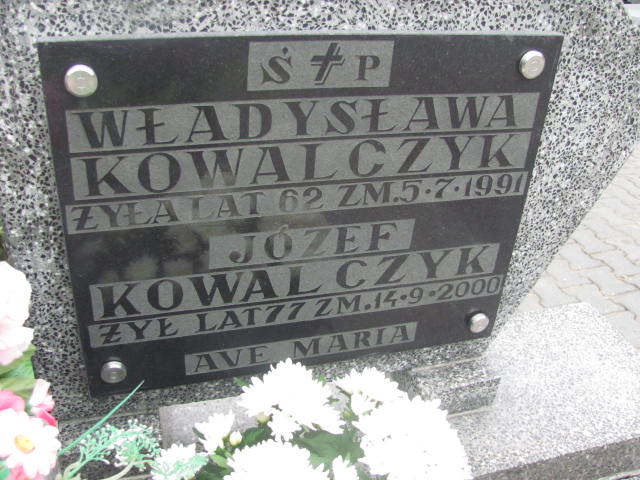 Ś † P
WŁADYSŁAWA
KOWALCZYK
ŻYŁA LAT 62 ZM. 5·7·1991
JÓZEF
KOWALCZYK
ŻYŁ LAT 77 ZM. 14·9·2000
AVE MARIA